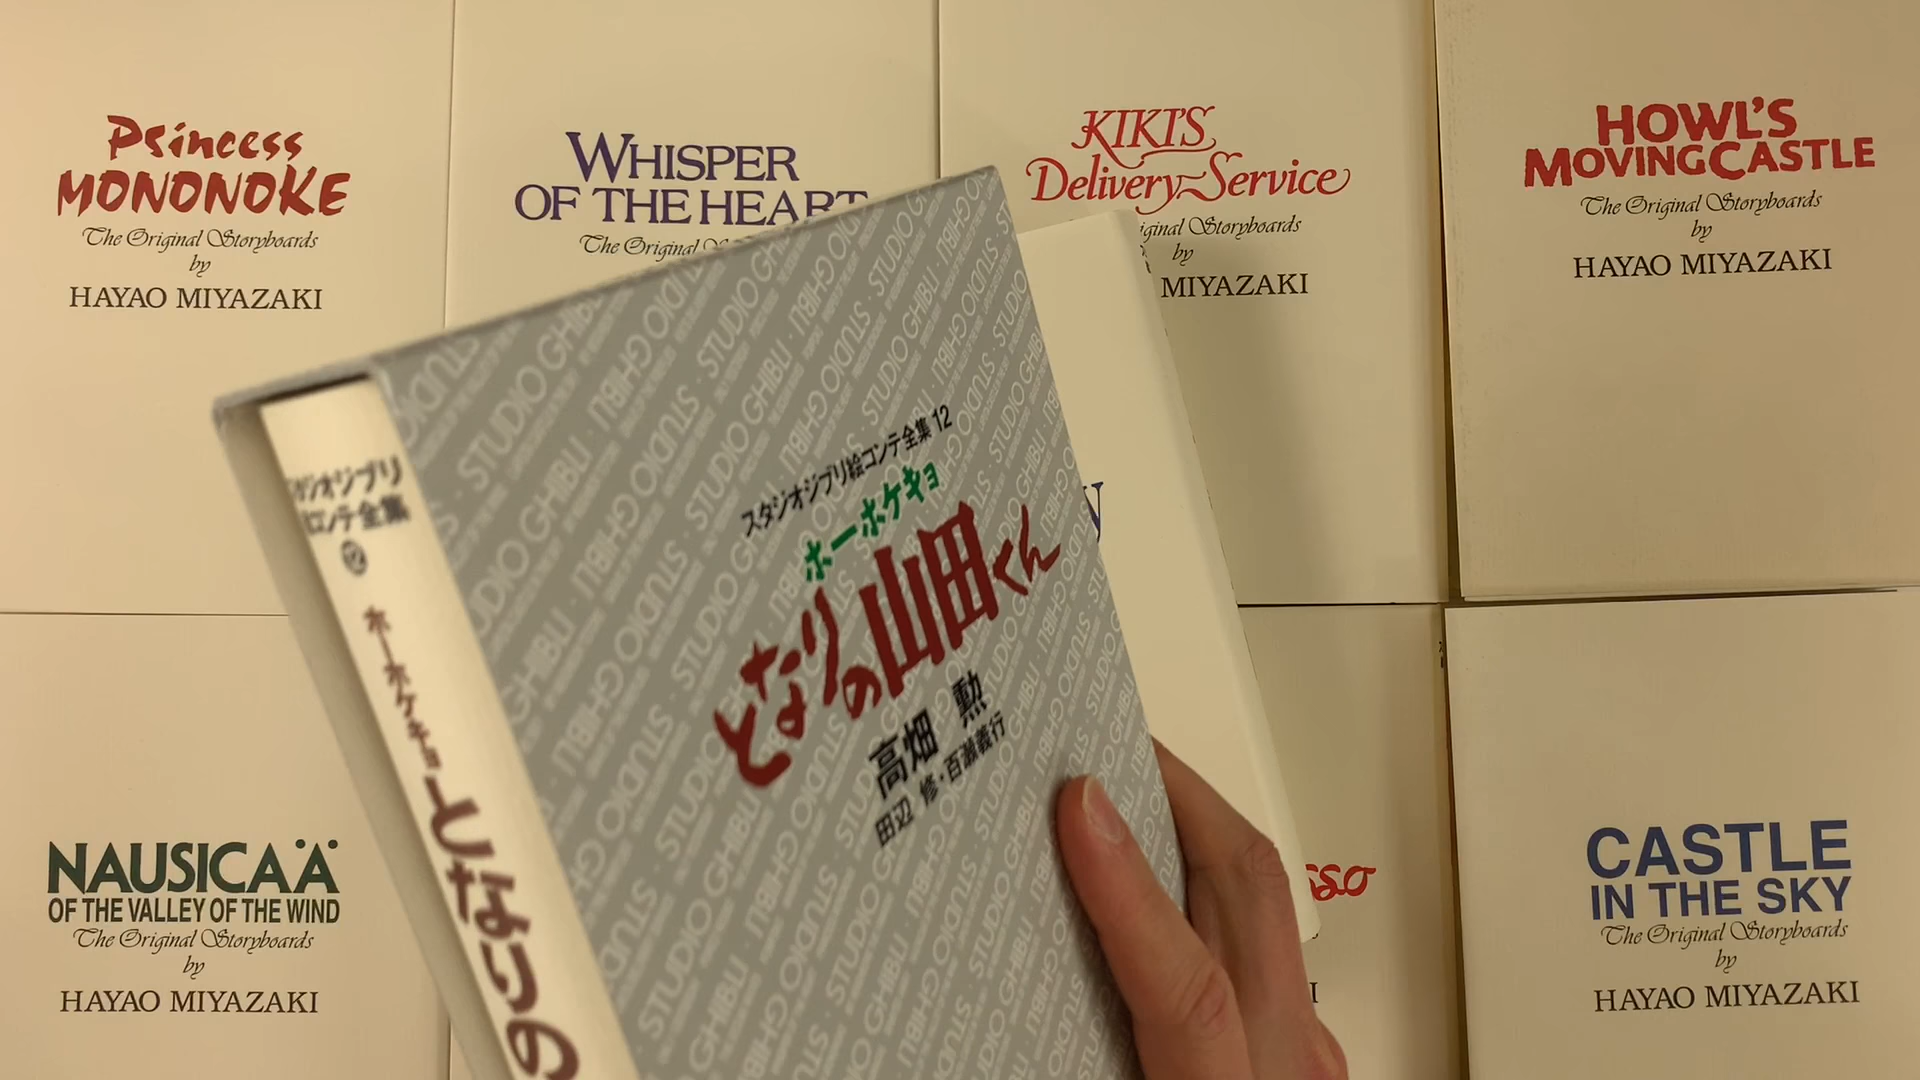 Princess
MONONOKE
The Original Storyboards
by
HAYAO MIYAZAKI
WHISPER
OF THE HEART
The Original
KIKI'S
Delivery Service
iginal Storyboards
by
MIYAZAKI
HOWL'S
MOVING CASTLE
The Original Storyboards
by
HAYAO MIYAZAKI
スタジオジブリ絵コンテ全集12
ホーホケキョ
となりの山田くん
高畑 勲
田辺 修・百瀬義行
STUDIO GHIBLI
タジオジブリ
コンテ全集
12
ホーホケキョ となりの
NAUSICAÄ
OF THE VALLEY OF THE WIND
The Original Storyboards
by
HAYAO MIYAZAKI
sso
CASTLE
IN THE SKY
The Original Storyboards
by
HAYAO MIYAZAKI